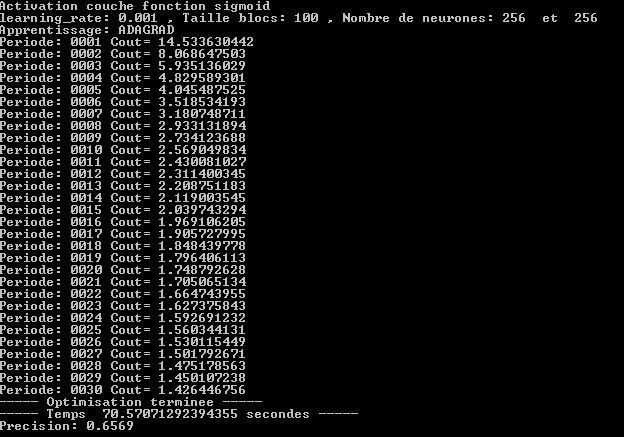 Activation couche fonction sigmoid
learning_rate: 0.001 , Taille blocs: 100 , Nombre de neurones: 256  et  256
Apprentissage: ADAGRAD
Periode: 0001 Cout= 14.533630442
Periode: 0002 Cout= 8.068647503
Periode: 0003 Cout= 5.935136029
Periode: 0004 Cout= 4.829589301
Periode: 0005 Cout= 4.045487525
Periode: 0006 Cout= 3.518534193
Periode: 0007 Cout= 3.180748711
Periode: 0008 Cout= 2.933131894
Periode: 0009 Cout= 2.734123688
Periode: 0010 Cout= 2.569049834
Periode: 0011 Cout= 2.430081027
Periode: 0012 Cout= 2.311400345
Periode: 0013 Cout= 2.208751183
Periode: 0014 Cout= 2.119003545
Periode: 0015 Cout= 2.039743294
Periode: 0016 Cout= 1.969106205
Periode: 0017 Cout= 1.905727995
Periode: 0018 Cout= 1.848439778
Periode: 0019 Cout= 1.796406113
Periode: 0020 Cout= 1.748792628
Periode: 0021 Cout= 1.705065134
Periode: 0022 Cout= 1.664743955
Periode: 0023 Cout= 1.627375843
Periode: 0024 Cout= 1.592691232
Periode: 0025 Cout= 1.560344131
Periode: 0026 Cout= 1.530115449
Periode: 0027 Cout= 1.501792671
Periode: 0028 Cout= 1.475178563
Periode: 0029 Cout= 1.450107238
Periode: 0030 Cout= 1.426446756
----- Optimisation terminee -----
----- Temps  70.57071292394355 secondes -----
Precision: 0.6569